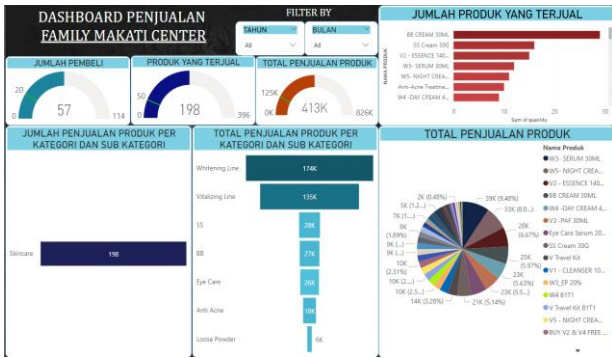 DASHBOARD PENJUALAN
FAMILY MAKATI CENTER
FILTER BY
TAHUN
All
BULAN
All
JUMLAH PEMBELI
20
0
57
114
PRODUK YANG TERJUAL
50
0
198
396
TOTAL PENJUALAN PRODUK
125K
0K
413K
826K
JUMLAH PRODUK YANG TERJUAL
NAMA PRODUK
BB CREAM 30ML
SS Cream 30G
V2 - ESSENCE 140...
W3- SERUM 30ML
W5- NIGHT CREA...
Anti-Acne Treatme...
W4 -DAY CREAM 4...
0
10
20
30
Sum of quantity
JUMLAH PENJUALAN PRODUK PER
KATEGORI DAN SUB KATEGORI
Skincare
198
TOTAL PENJUALAN PRODUK PER
KATEGORI DAN SUB KATEGORI
Whitening Line
174K
Vitalizing Line
135K
SS
28K
BB
27K
Eye Care
26K
Anti Acne
18K
Loose Powder
6K
TOTAL PENJUALAN PRODUK
39K (9.48%)
33K (8.0...)
28K
(6.67%)
25K
(5.97%)
23K
(5.63%)
23K (5.5...)
21K (5.14%)
14K (3.28%)
10K (2.5...)
10K (2....)
10K
(2.31%)
9K (...)
9K (...)
8K
(1.89%)
7K (1....)
5K (1.2...)
2K (0.48%)
Nama Produk
W3- SERUM 30ML
W5- NIGHT CREA...
V2 - ESSENCE 140...
BB CREAM 30ML
W4 -DAY CREAM 4...
V3 -PAF 30ML
Eye Care Serum 20...
SS Cream 30G
V Travel Kit
V1 - CLEANSER 10...
W3_EP 20%
W4 B1T1
V Travel Kit B1T1
V5 - NIGHT CREA...
BUY V2 & V4 FREE ...